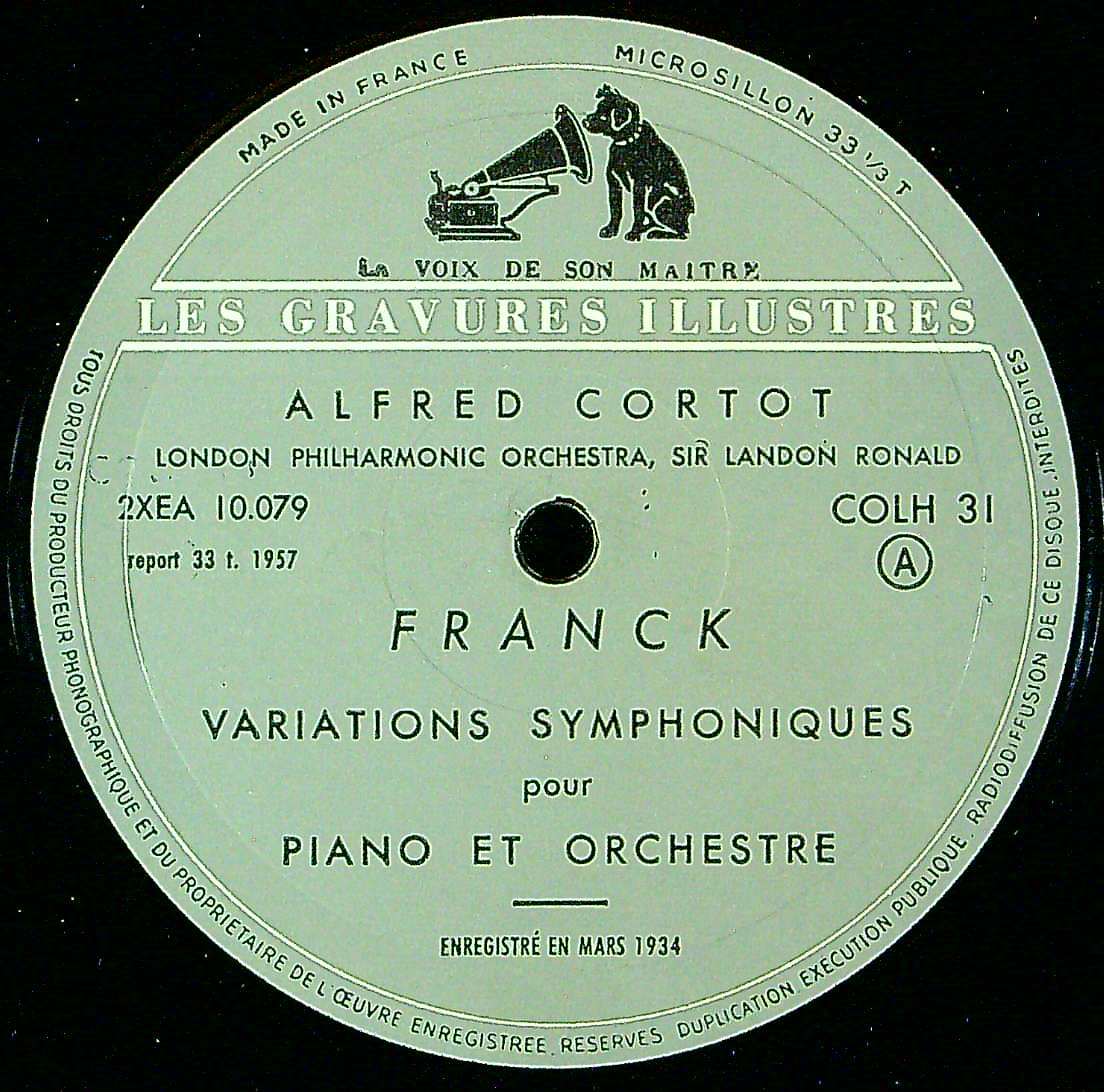 MADE IN FRANCE
MICROSILLON 33 1/3 T
La VOIX DE SON MAITRE
LES GRAVURES ILLUSTRES
ALFRED CORTOT
LONDON PHILHARMONIC ORCHESTRA, SIR LANDON RONALD
2XEA 10.079
COLH 31
report 33 t. 1957
A
FRANCK
VARIATIONS SYMPHONIQUES
pour
PIANO ET ORCHESTRE
ENREGISTRÉ EN MARS 1934
TOUS DROITS DU PRODUCTEUR PHONOGRAPHIQUE ET DU PROPRIETAIRE DE L'ŒUVRE ENREGISTREE. RESERVES DUPLICATION EXECUTION PUBLIQUE. RADIODIFFUSION DE CE DISQUE .INTERDITES